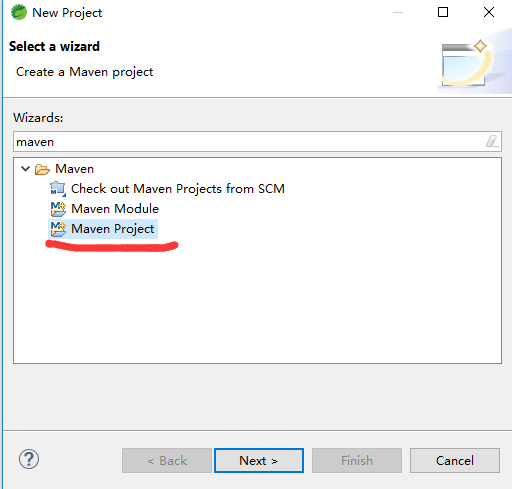 New Project
Select a wizard
Create a Maven project
Wizards:
maven
Maven
Check out Maven Projects from SCM
Maven Module
Maven Project
?
< Back
Next >
Finish
Cancel